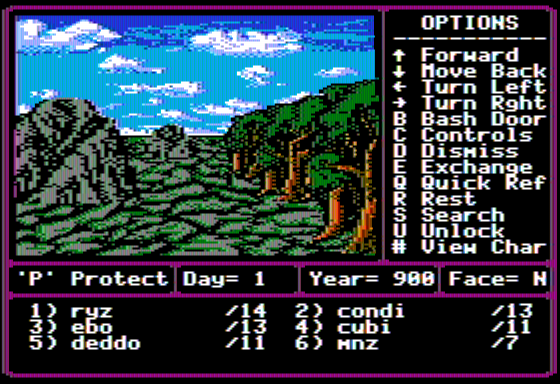 OPTIONS
------------
↑ Forward
↓ Move Back
← Turn Left
→ Turn Rght
B Bash Door
C Controls
D Dismiss
E Exchange
Q Quick Ref
R Rest
S Search
U Unlock
# View Char
'P' Protect Day= 1 Year= 900 Face= N
1) ryz /14 2) condi /13
3) ebo /13 4) cubi /11
5) deddo /11 6) mnz /7